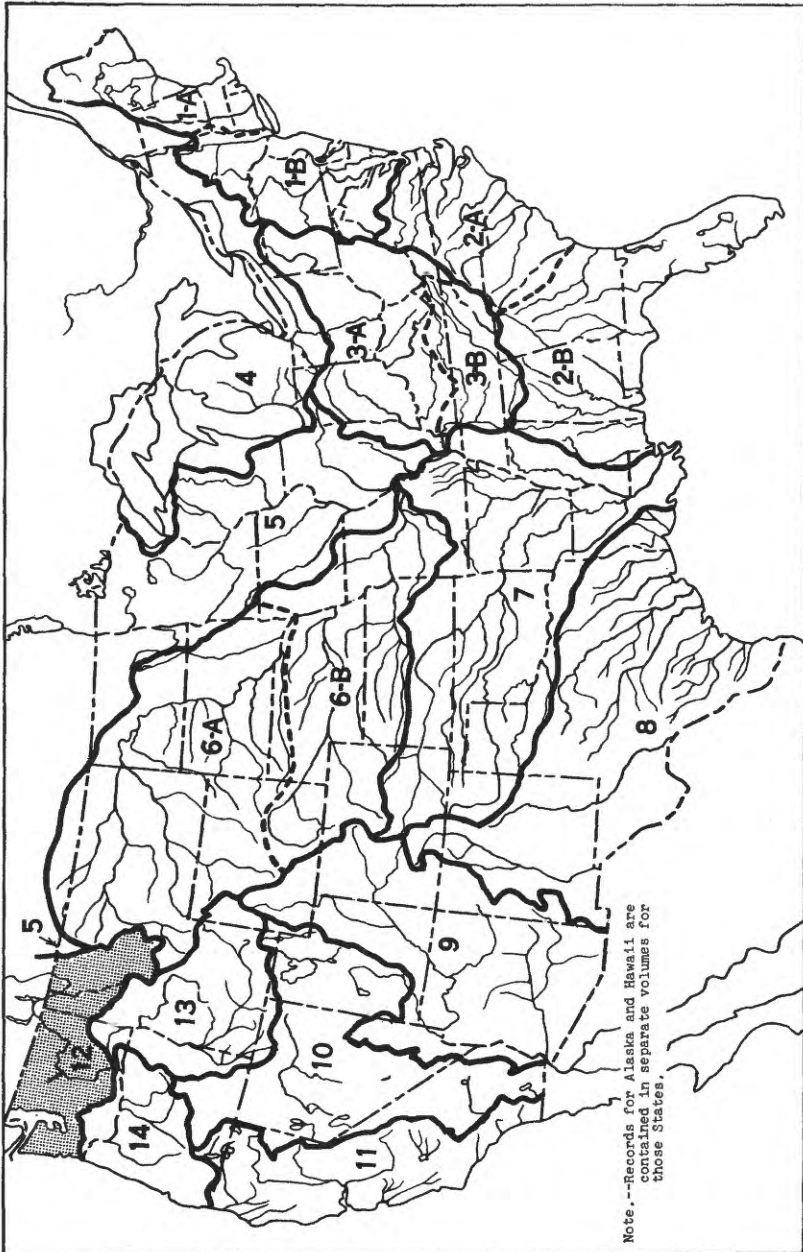 1-A
1-B
2-A
2-B
3-A
3-B
4
5
5
6-A
6-B
7
8
9
10
11
12
13
14
Note.--Records for Alaska and Hawaii are
contained in separate volumes for
those States.